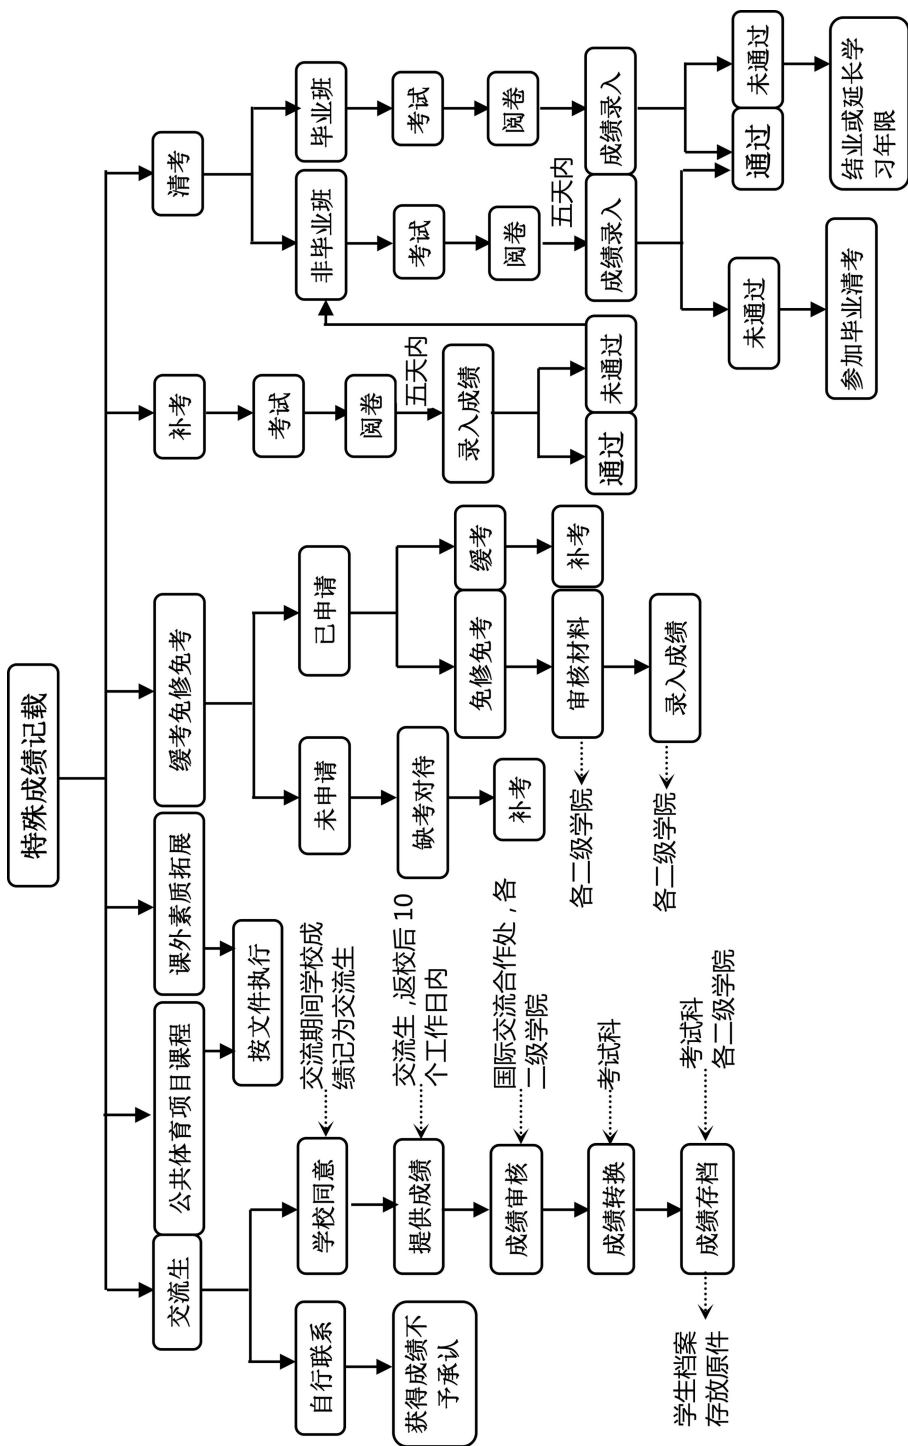 特殊成绩记载
交流生
公共体育项目课程
课外素质拓展
缓考免修免考
补考
清考
自行联系
获得成绩不
予承认
学校同意
交流期间学校成
绩记为交流生
提供成绩
交流生,返校后 10
个工作日内
成绩审核
国际交流合作处,各
二级学院
成绩转换
考试科
成绩存档
考试科
各二级学院
学生档案
存放原件
按文件执行
未申请
缺考对待
补考
已申请
免修免考
审核材料
各二级学院
录入成绩
各二级学院
缓考
补考
考试
阅卷
五天内
录入成绩
通过
未通过
非毕业班
考试
阅卷
五天内
成绩录入
未通过
参加毕业清考
毕业班
考试
阅卷
成绩录入
通过
未通过
结业或延长学
习年限